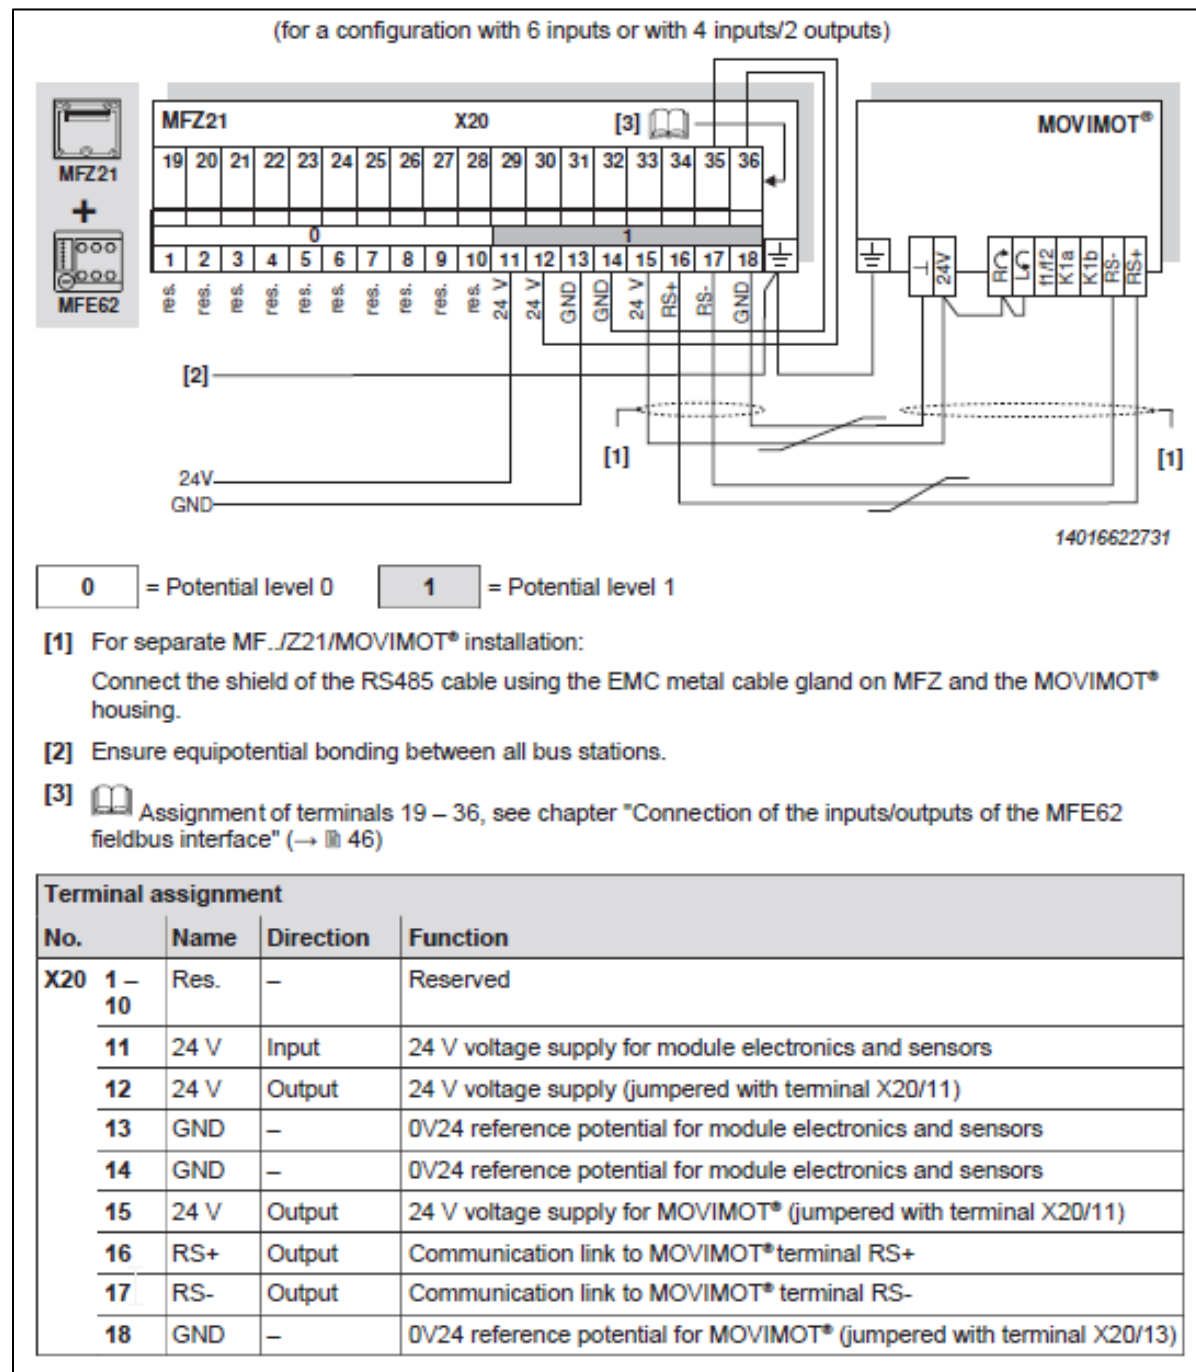 (for a configuration with 6 inputs or with 4 inputs/2 outputs)
MFZ21
+
MFE62
MFZ21 X20 [3]
19 20 21 22 23 24 25 26 27 28 29 30 31 32 33 34 35 36
0 1
1 2 3 4 5 6 7 8 9 10 11 12 13 14 15 16 17 18
res. res. res. res. res. res. res. res. res. res. 24 V 24 V GND GND 24 V RS+ RS- GND
MOVIMOT®
24V R L f1/f2 K1a K1b RS- RS+
[2]
[1] [1]
24V
GND
14016622731
0 = Potential level 0 1 = Potential level 1
[1] For separate MF../Z21/MOVIMOT® installation:
Connect the shield of the RS485 cable using the EMC metal cable gland on MFZ and the MOVIMOT®
housing.
[2] Ensure equipotential bonding between all bus stations.
[3] Assignment of terminals 19 – 36, see chapter "Connection of the inputs/outputs of the MFE62
fieldbus interface" (→ 46)
Terminal assignment
No. Name Direction Function
X20 1 – 10 Res. – Reserved
11 24 V Input 24 V voltage supply for module electronics and sensors
12 24 V Output 24 V voltage supply (jumpered with terminal X20/11)
13 GND – 0V24 reference potential for module electronics and sensors
14 GND – 0V24 reference potential for module electronics and sensors
15 24 V Output 24 V voltage supply for MOVIMOT® (jumpered with terminal X20/11)
16 RS+ Output Communication link to MOVIMOT® terminal RS+
17 RS- Output Communication link to MOVIMOT® terminal RS-
18 GND – 0V24 reference potential for MOVIMOT® (jumpered with terminal X20/13)